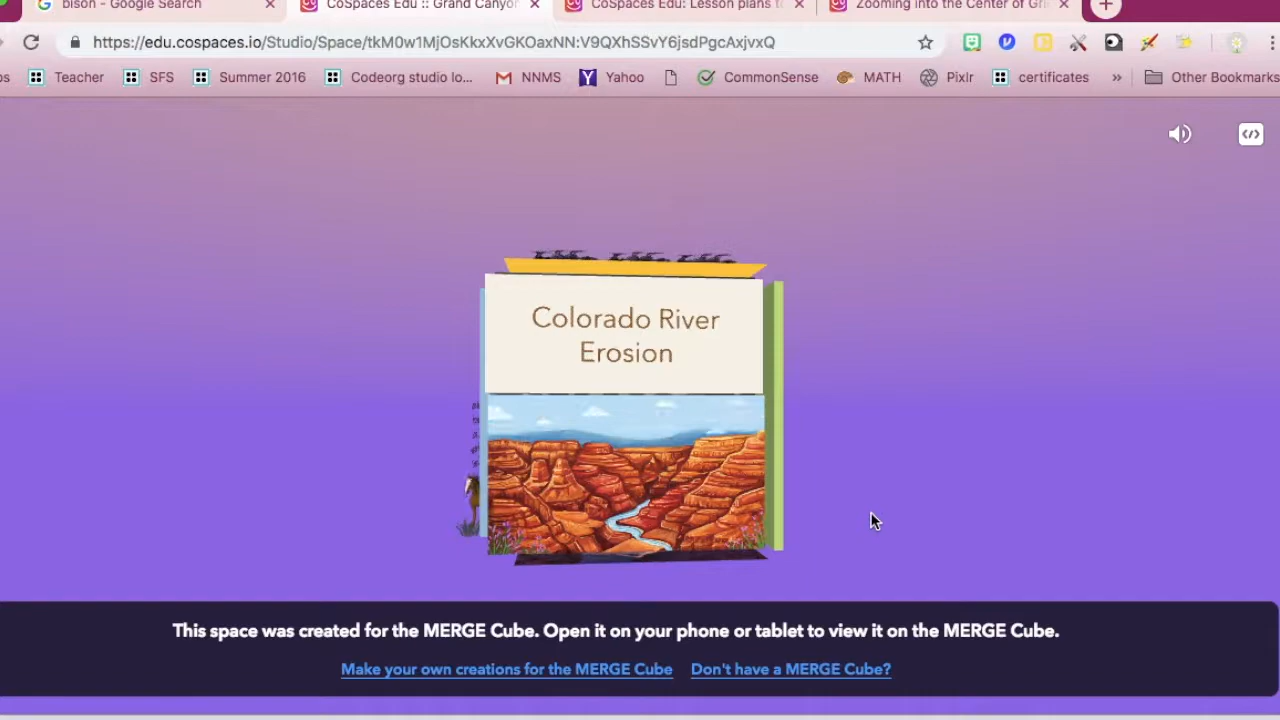 bison - Google Search
CoSpaces Edu :: Grand Canyon
CoSpaces Edu: Lesson plans to
Zooming into the Center of Gr
https://edu.cospaces.io/Studio/Space/tkM0w1MjOsKkxXvGKOaxNN:V9QXhSSvY6jsdPgcAxjvxQ
ps Teacher SFS Summer 2016 Codeorg studio lo... NNMS Yahoo CommonSense MATH Pixlr certificates » Other Bookmarks
Colorado River
Erosion
This space was created for the MERGE Cube. Open it on your phone or tablet to view it on the MERGE Cube.
Make your own creations for the MERGE Cube Don't have a MERGE Cube?